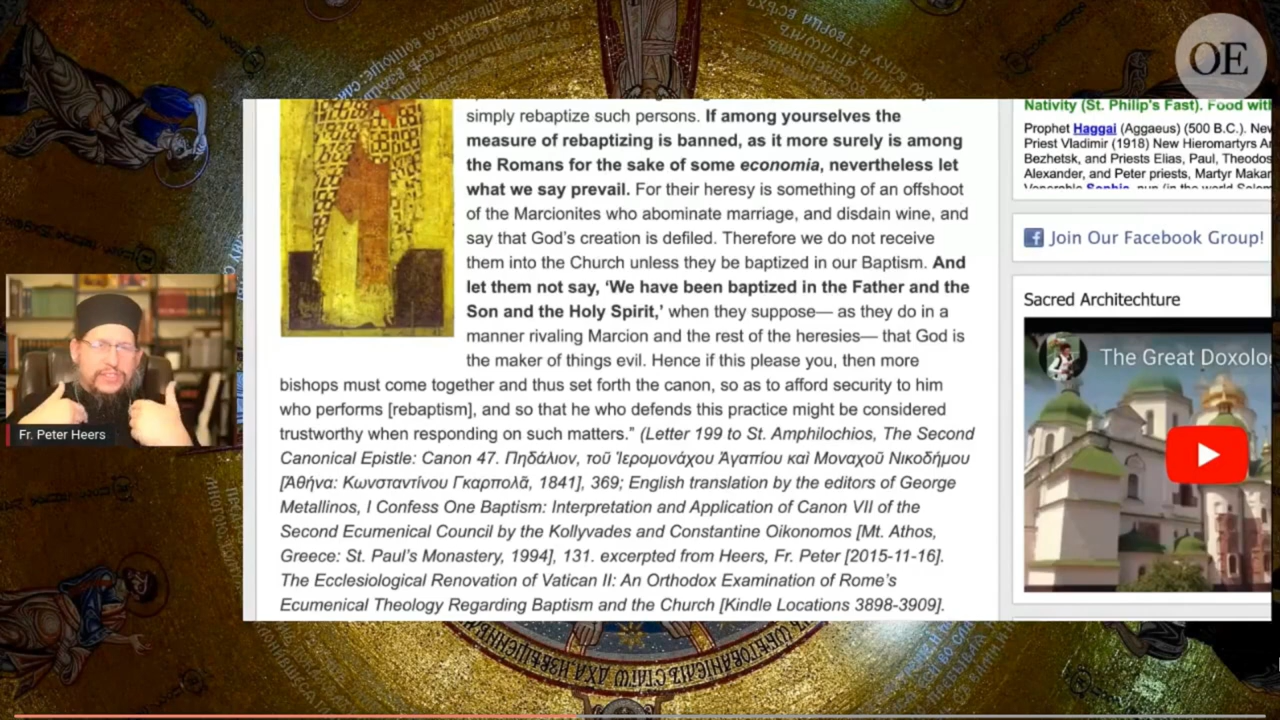 OE
simply rebaptize such persons. If among yourselves the
measure of rebaptizing is banned, as it more surely is among
the Romans for the sake of some economia, nevertheless let
what we say prevail. For their heresy is something of an offshoot
of the Marcionites who abominate marriage, and disdain wine, and
say that God’s creation is defiled. Therefore we do not receive
them into the Church unless they be baptized in our Baptism. And
let them not say, ‘We have been baptized in the Father and the
Son and the Holy Spirit,’ when they suppose— as they do in a
manner rivaling Marcion and the rest of the heresies— that God is
the maker of things evil. Hence if this please you, then more
bishops must come together and thus set forth the canon, so as to afford security to him
who performs [rebaptism], and so that he who defends this practice might be considered
trustworthy when responding on such matters.” (Letter 199 to St. Amphilochios, The Second
Canonical Epistle: Canon 47. Πηδάλιον, τοῦ Ἱερομονάχου Ἀγαπίου καὶ Μοναχοῦ Νικοδήμου
[Ἀθήνα: Κωνσταντίνου Γκαρπολᾶ, 1841], 369; English translation by the editors of George
Metallinos, I Confess One Baptism: Interpretation and Application of Canon VII of the
Second Ecumenical Council by the Kollyvades and Constantine Oikonomos [Mt. Athos,
Greece: St. Paul’s Monastery, 1994], 131. excerpted from Heers, Fr. Peter [2015-11-16].
The Ecclesiological Renovation of Vatican II: An Orthodox Examination of Rome’s
Ecumenical Theology Regarding Baptism and the Church [Kindle Locations 3898-3909].
Nativity (St. Philip's Fast). Food with
Prophet Haggai (Aggaeus) (500 B.C.). New
Priest Vladimir (1918) New Hieromartyrs Ar
Bezhetsk, and Priests Elias, Paul, Theodos
Alexander, and Peter priests, Martyr Makar
Join Our Facebook Group!
Sacred Architechture
The Great Doxolo
Fr. Peter Heers